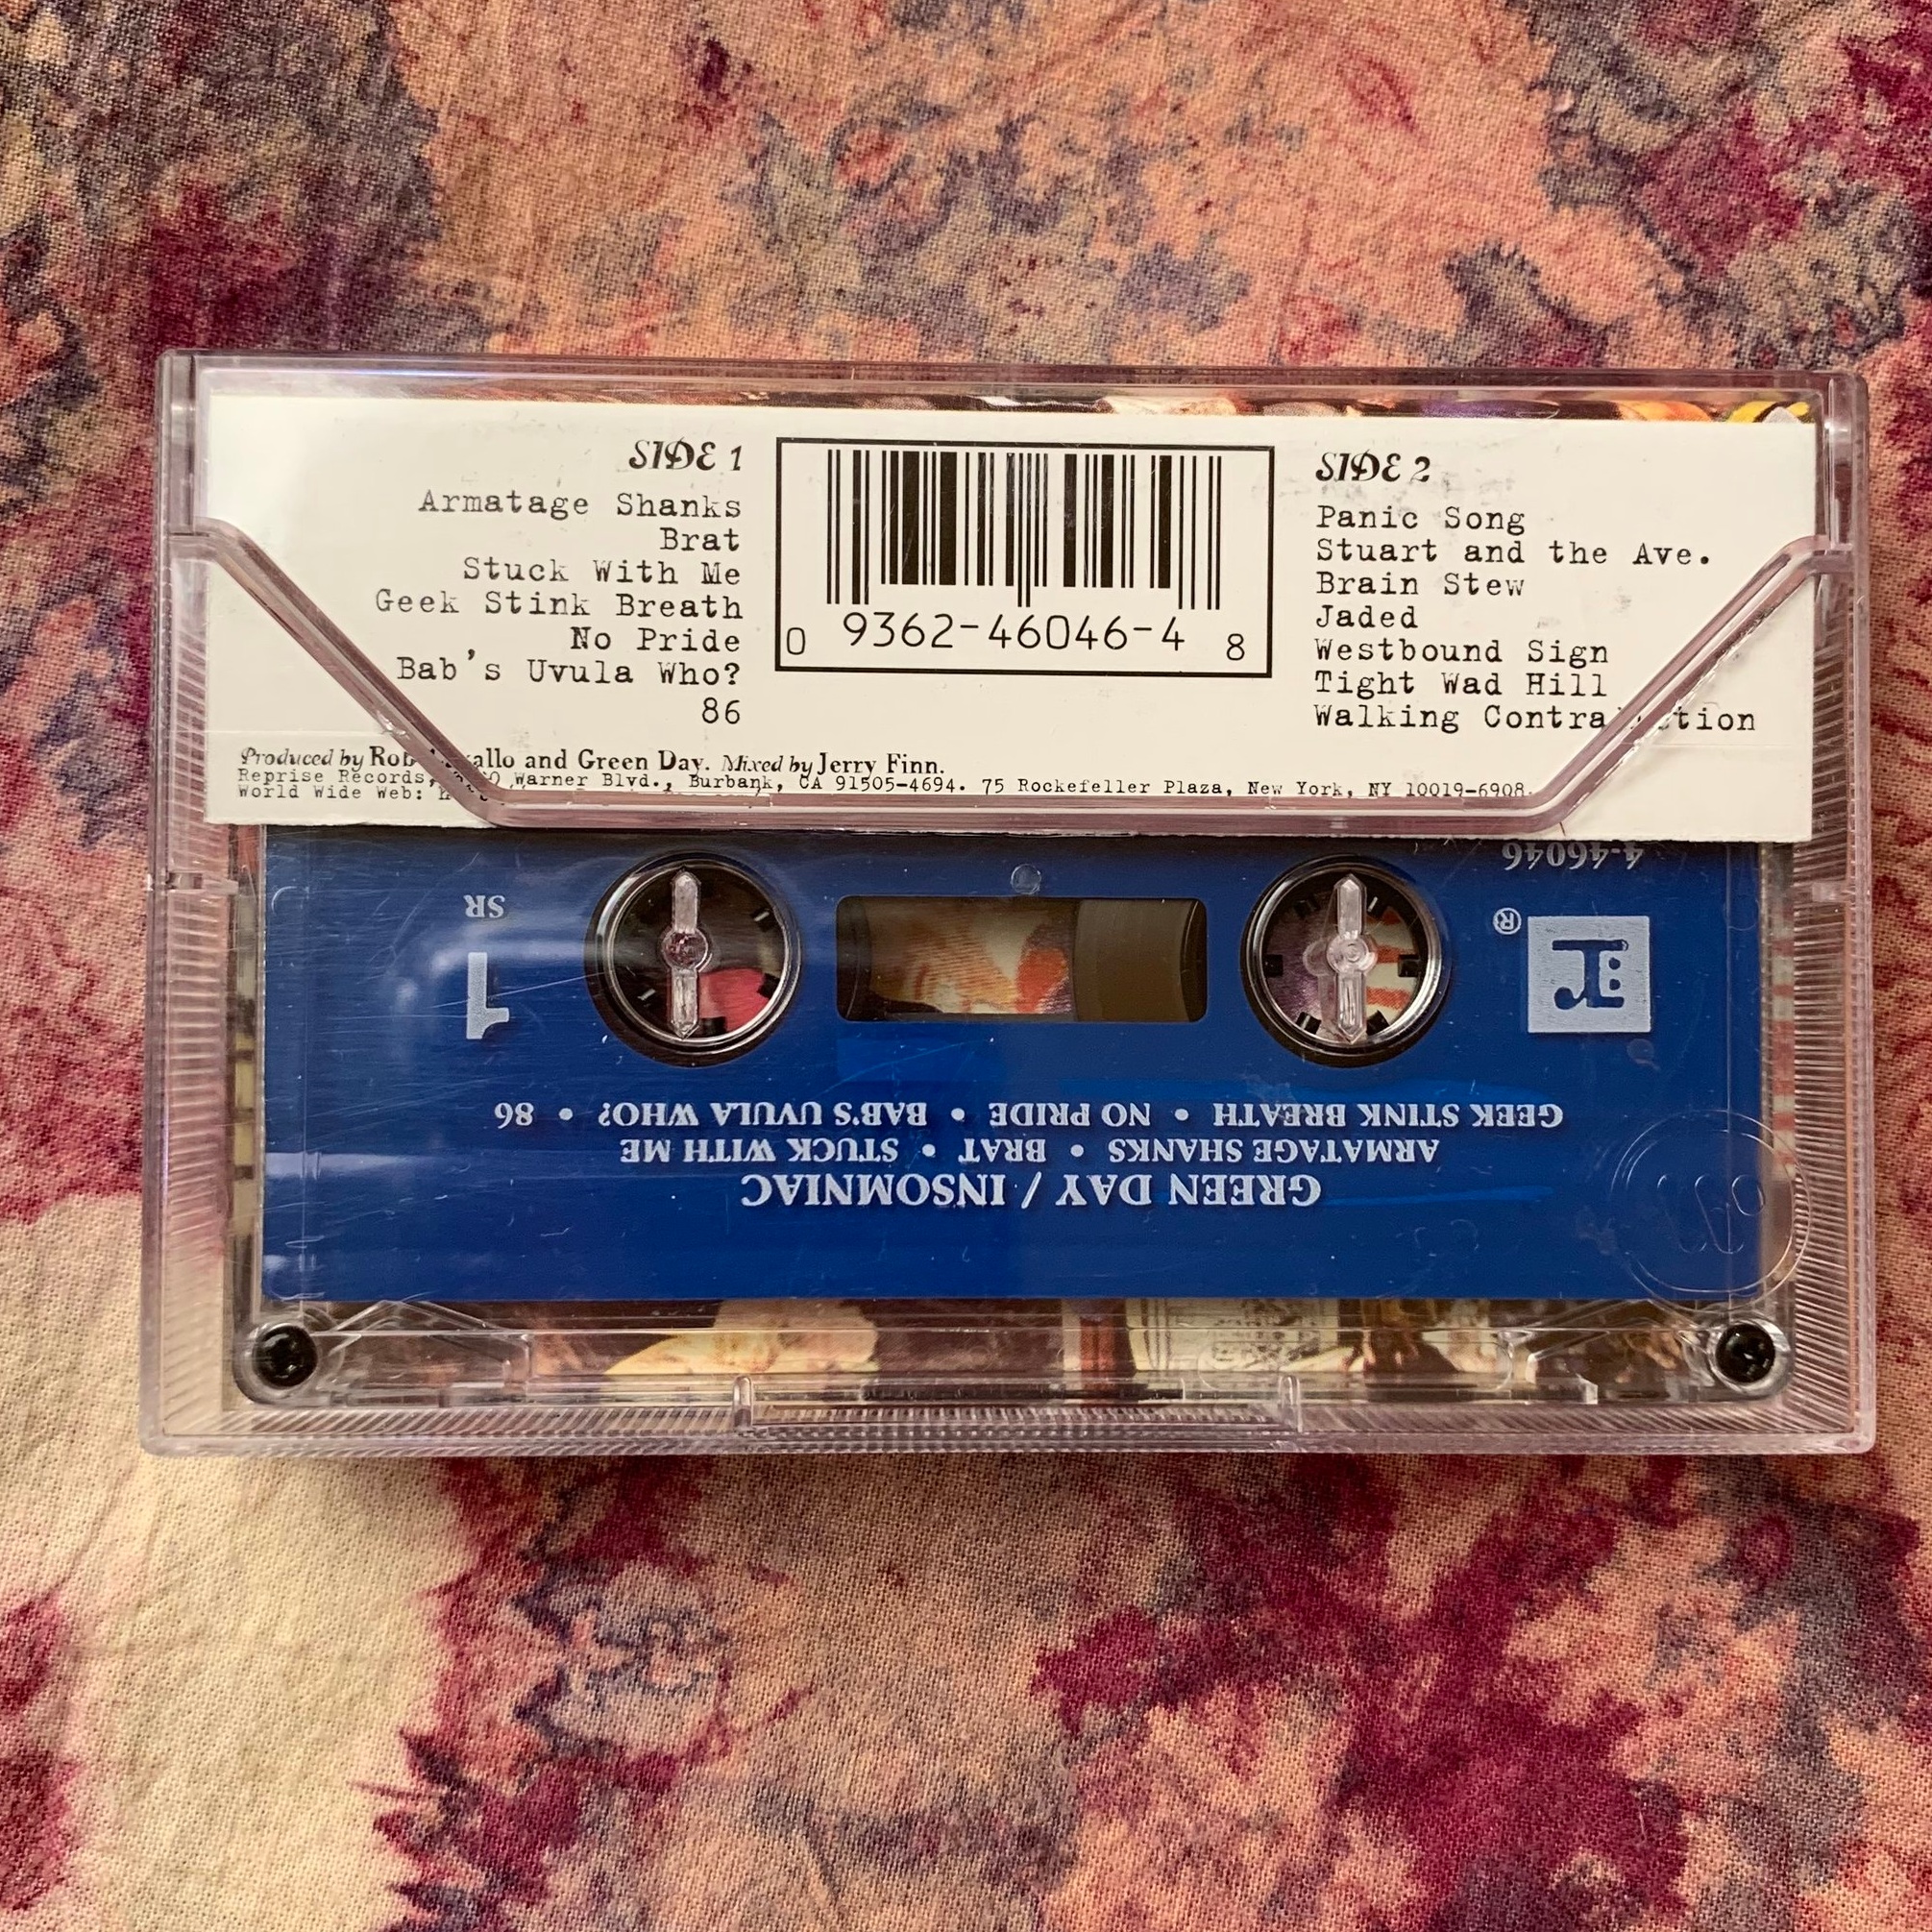 SIDE 1
Armatage Shanks
Brat
Stuck With Me
Geek Stink Breath
No Pride
Bab's Uvula Who?
86
0 9362-46046-4 8
SIDE 2
Panic Song
Stuart and the Ave.
Brain Stew
Jaded
Westbound Sign
Tight Wad Hill
Walking
Produced by Rob and Green Day. Mixed by Jerry Finn.
Reprise Records, Warner Blvd., Burbank, CA 91505-4694. 75 Rockefeller Plaza, New York, NY 10019-6908.
World Wide Web:
4-46046
SR
1
®
GREEN DAY / INSOMNIAC
ARMATAGE SHANKS • BRAT • STUCK WITH ME
GEEK STINK BREATH • NO PRIDE • BAB'S UVULA WHO? • 86